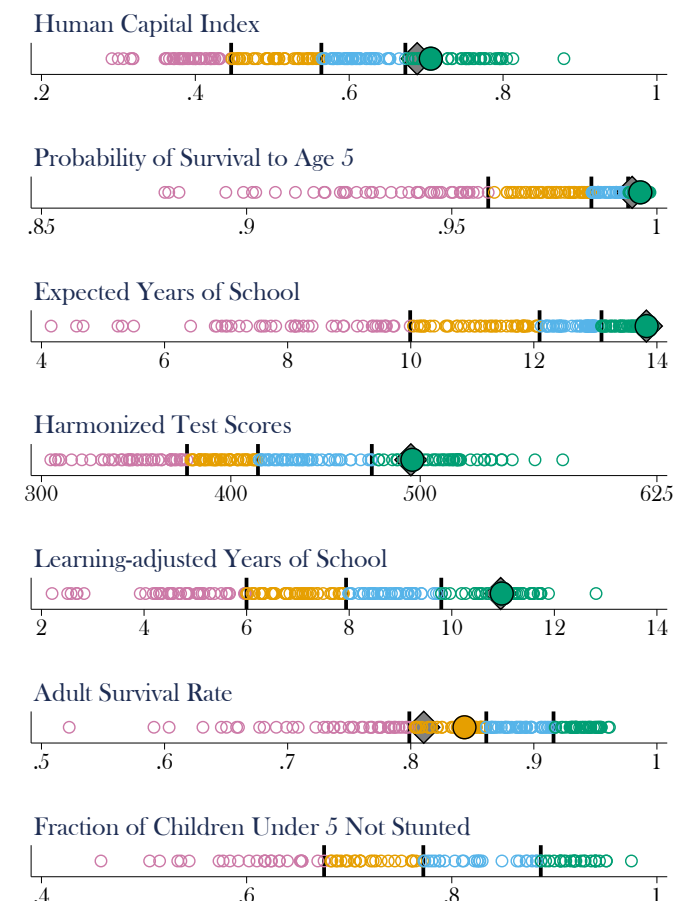 Human Capital Index
.2 .4 .6 .8 1
Probability of Survival to Age 5
.85 .9 .95 1
Expected Years of School
4 6 8 10 12 14
Harmonized Test Scores
300 400 500 625
Learning-adjusted Years of School
2 4 6 8 10 12 14
Adult Survival Rate
.5 .6 .7 .8 .9 1
Fraction of Children Under 5 Not Stunted
.4 .6 .8 1